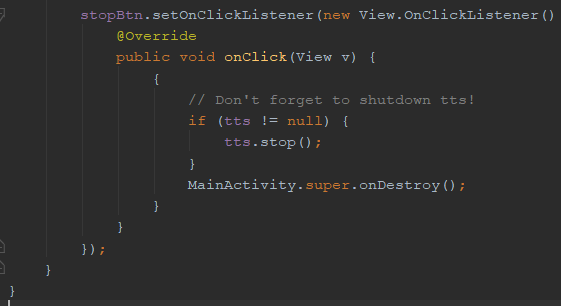 stopBtn.setOnClickListener(new View.OnClickListener()
@Override
public void onClick(View v) {
{
// Don't forget to shutdown tts!
if (tts != null) {
tts.stop();
}
MainActivity.super.onDestroy();
}
}
});
}
}